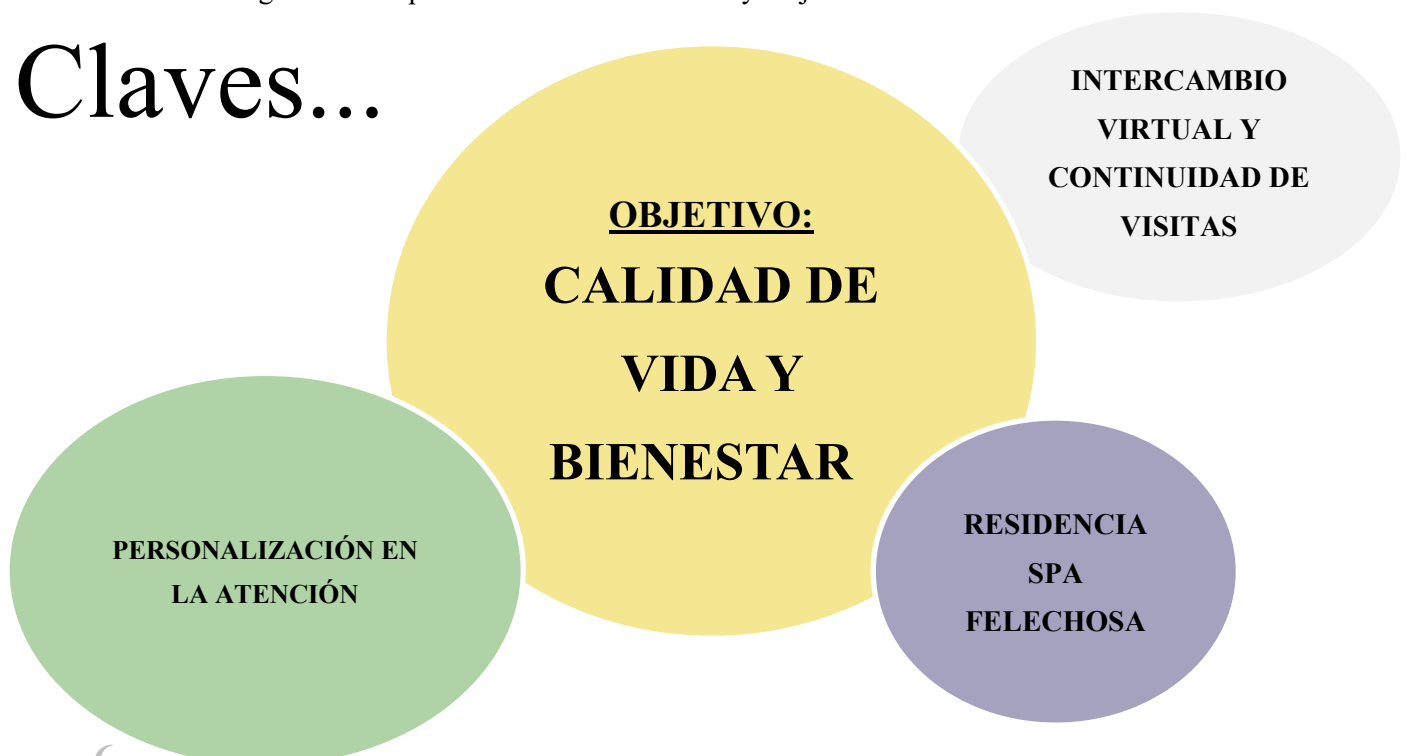 Claves...
INTERCAMBIO
VIRTUAL Y
CONTINUIDAD DE
VISITAS
OBJETIVO:
CALIDAD DE
VIDA Y
BIENESTAR
PERSONALIZACIÓN EN
LA ATENCIÓN
RESIDENCIA
SPA
FELECHOSA